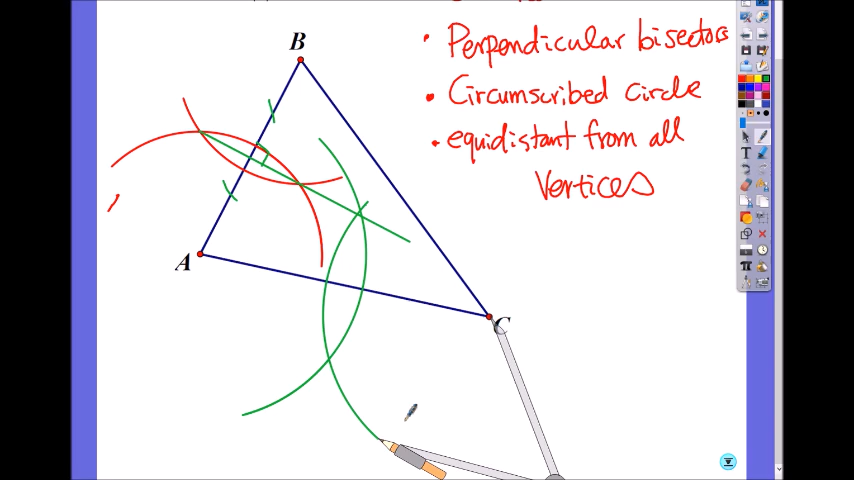 B
• Perpendicular bisectors
• Circumscribed circle
• equidistant from all
vertices
A
C